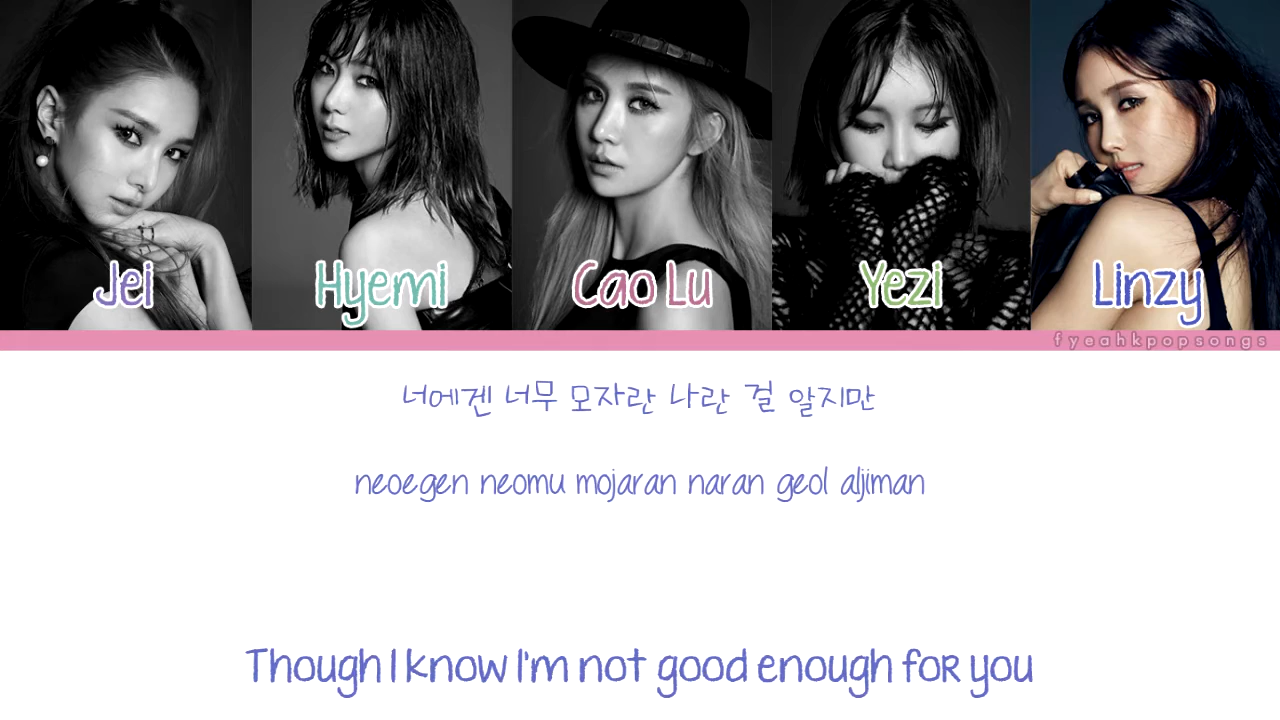 Jei
Hyemi
Cao Lu
Yezi
Linzy
fyeahkpopsongs
너에겐 너무 모자란 나란 걸 알지만
neoegen neomu mojaran naran geol aljiman
Though I know I'm not good enough for you